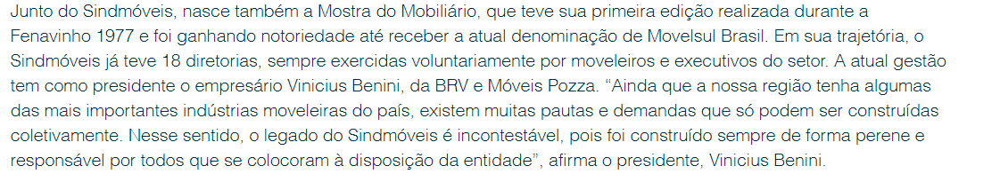 Junto do Sindmóveis, nasce também a Mostra do Mobiliário, que teve sua primeira edição realizada durante a
Fenavinho 1977 e foi ganhando notoriedade até receber a atual denominação de Movelsul Brasil. Em sua trajetória, o
Sindmóveis já teve 18 diretorias, sempre exercidas voluntariamente por moveleiros e executivos do setor. A atual gestão
tem como presidente o empresário Vinicius Benini, da BRV e Móveis Pozza. “Ainda que a nossa região tenha algumas
das mais importantes indústrias moveleiras do país, existem muitas pautas e demandas que só podem ser construídas
coletivamente. Nesse sentido, o legado do Sindmóveis é incontestável, pois foi construído sempre de forma perene e
responsável por todos que se colocoram à disposição da entidade”, afirma o presidente, Vinicius Benini.